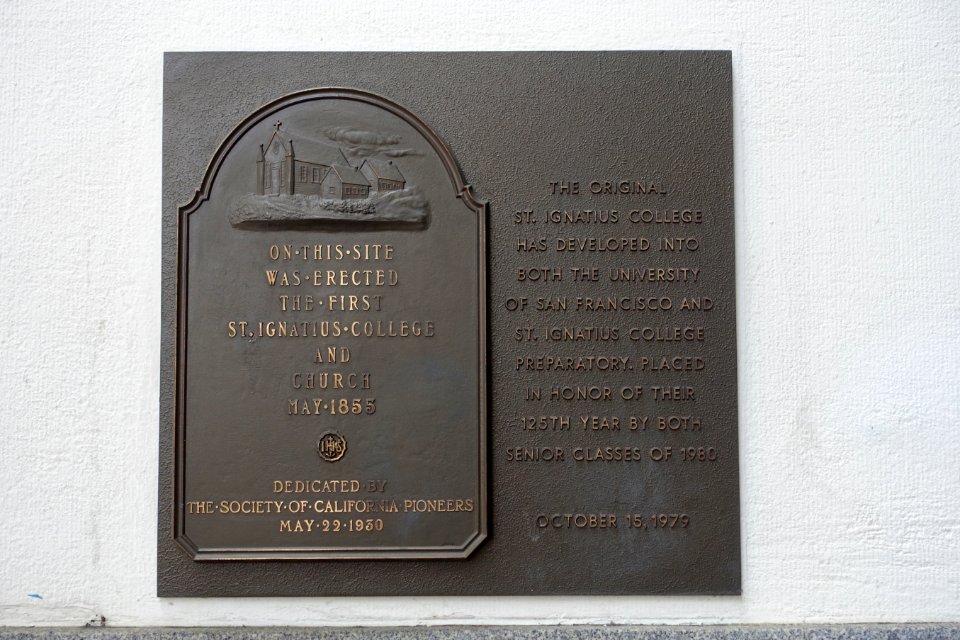 ON·THIS·SITE
WAS·ERECTED
THE·FIRST
ST. IGNATIUS·COLLEGE
AND
CHURCH
MAY·1855
IHS
DEDICATED·BY
THE·SOCIETY·OF·CALIFORNIA·PIONEERS
MAY·22·1930
THE ORIGINAL
ST. IGNATIUS COLLEGE
HAS DEVELOPED INTO
BOTH THE UNIVERSITY
OF SAN FRANCISCO AND
ST. IGNATIUS COLLEGE
PREPARATORY. PLACED
IN HONOR OF THEIR
125TH YEAR BY BOTH
SENIOR CLASSES OF 1980
OCTOBER 15, 1979